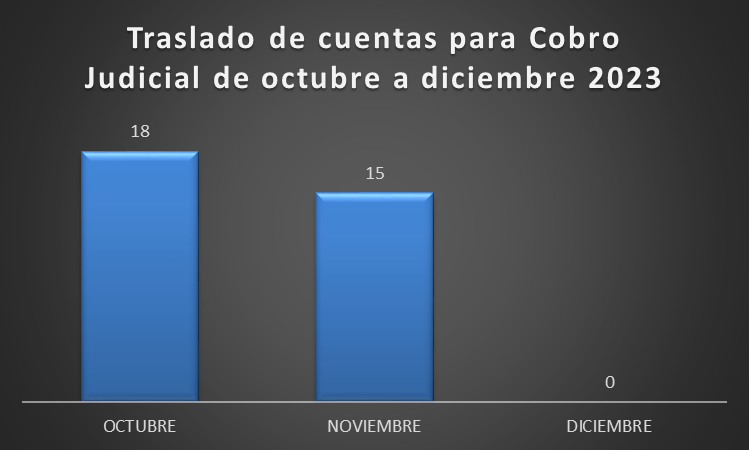 Traslado de cuentas para Cobro
Judicial de octubre a diciembre 2023
18
15
0
OCTUBRE
NOVIEMBRE
DICIEMBRE